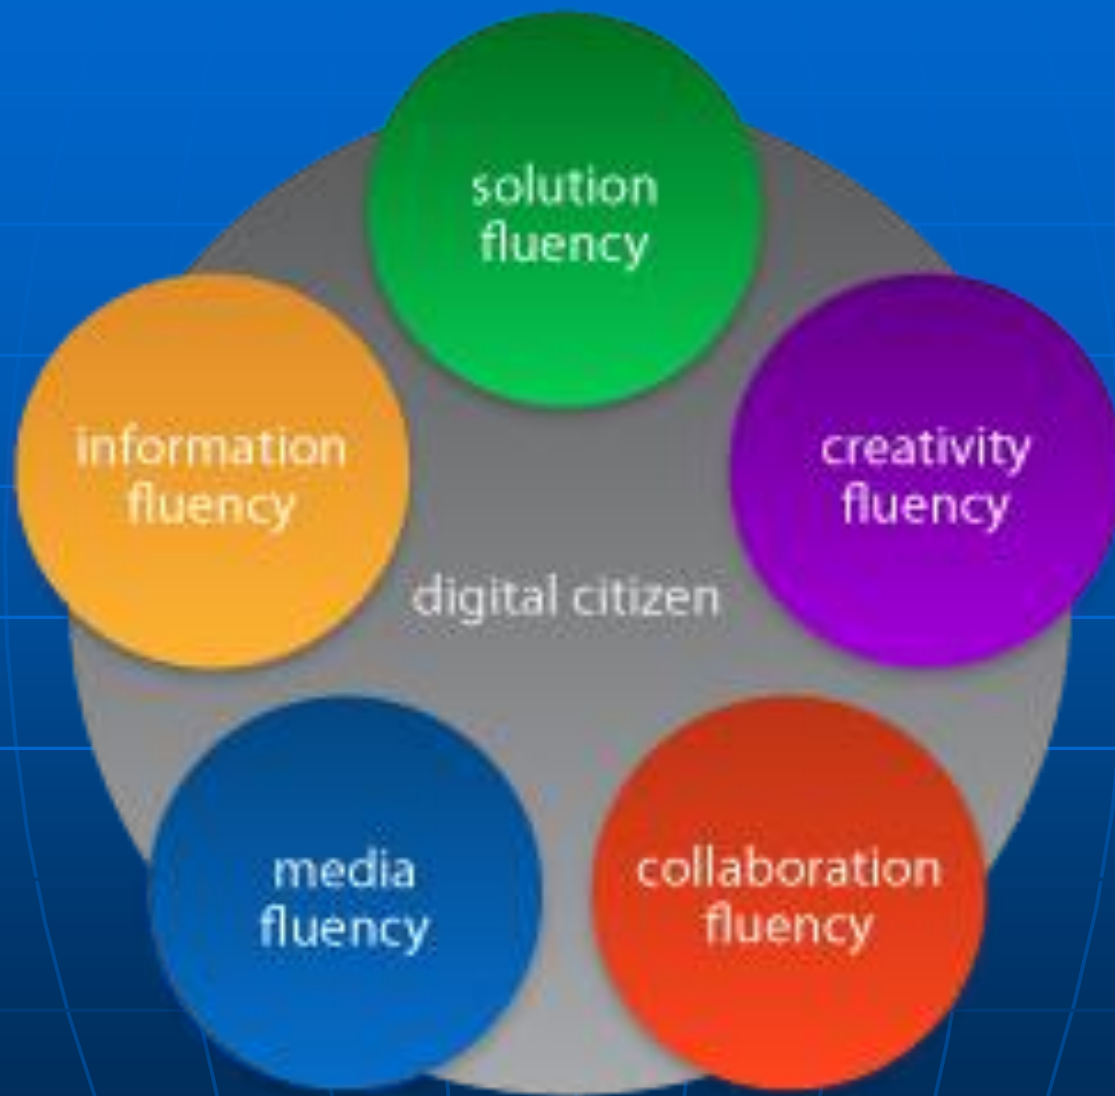 solution
fluency
information
fluency
creativity
fluency
digital citizen
media
fluency
collaboration
fluency